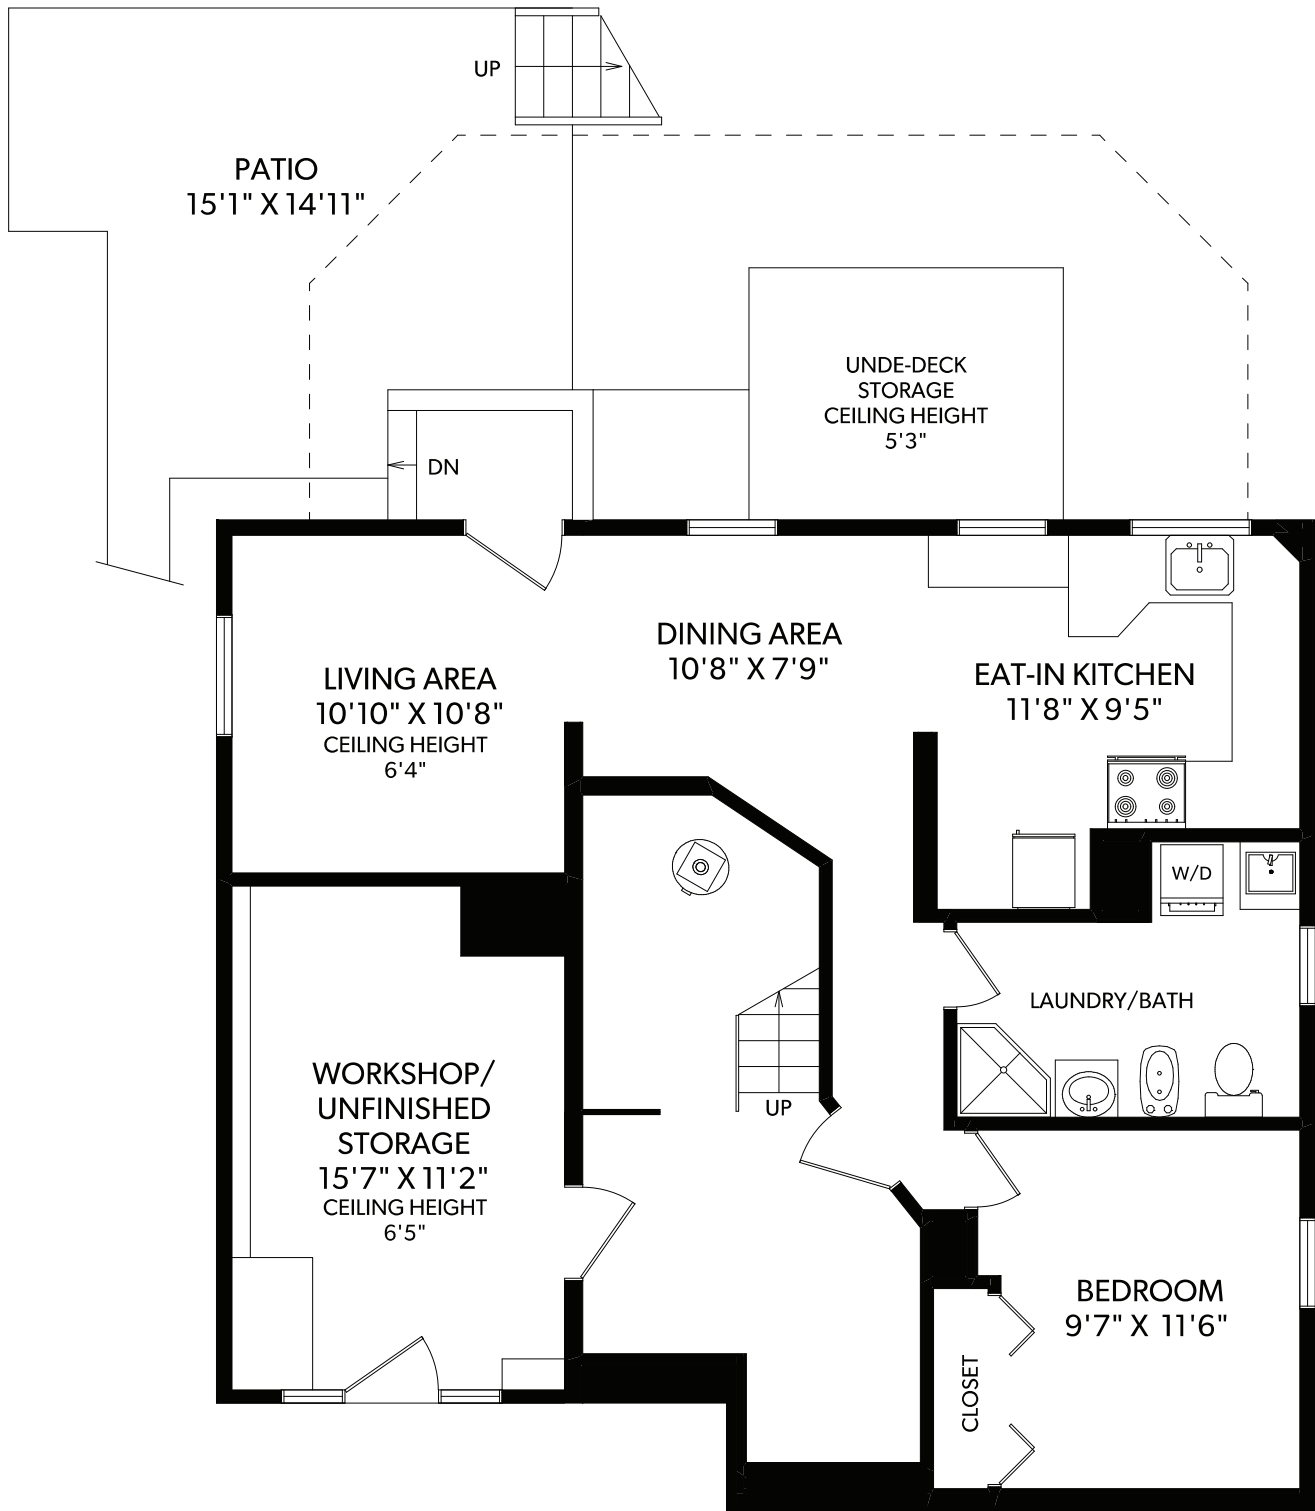 UP
PATIO
15'1" X 14'11"
UNDE-DECK
STORAGE
CEILING HEIGHT
5'3"
DN
DINING AREA
10'8" X 7'9"
LIVING AREA
10'10" X 10'8"
CEILING HEIGHT
6'4"
EAT-IN KITCHEN
11'8" X 9'5"
W/D
LAUNDRY/BATH
WORKSHOP/
UNFINISHED
STORAGE
15'7" X 11'2"
CEILING HEIGHT
6'5"
UP
BEDROOM
9'7" X 11'6"
CLOSET